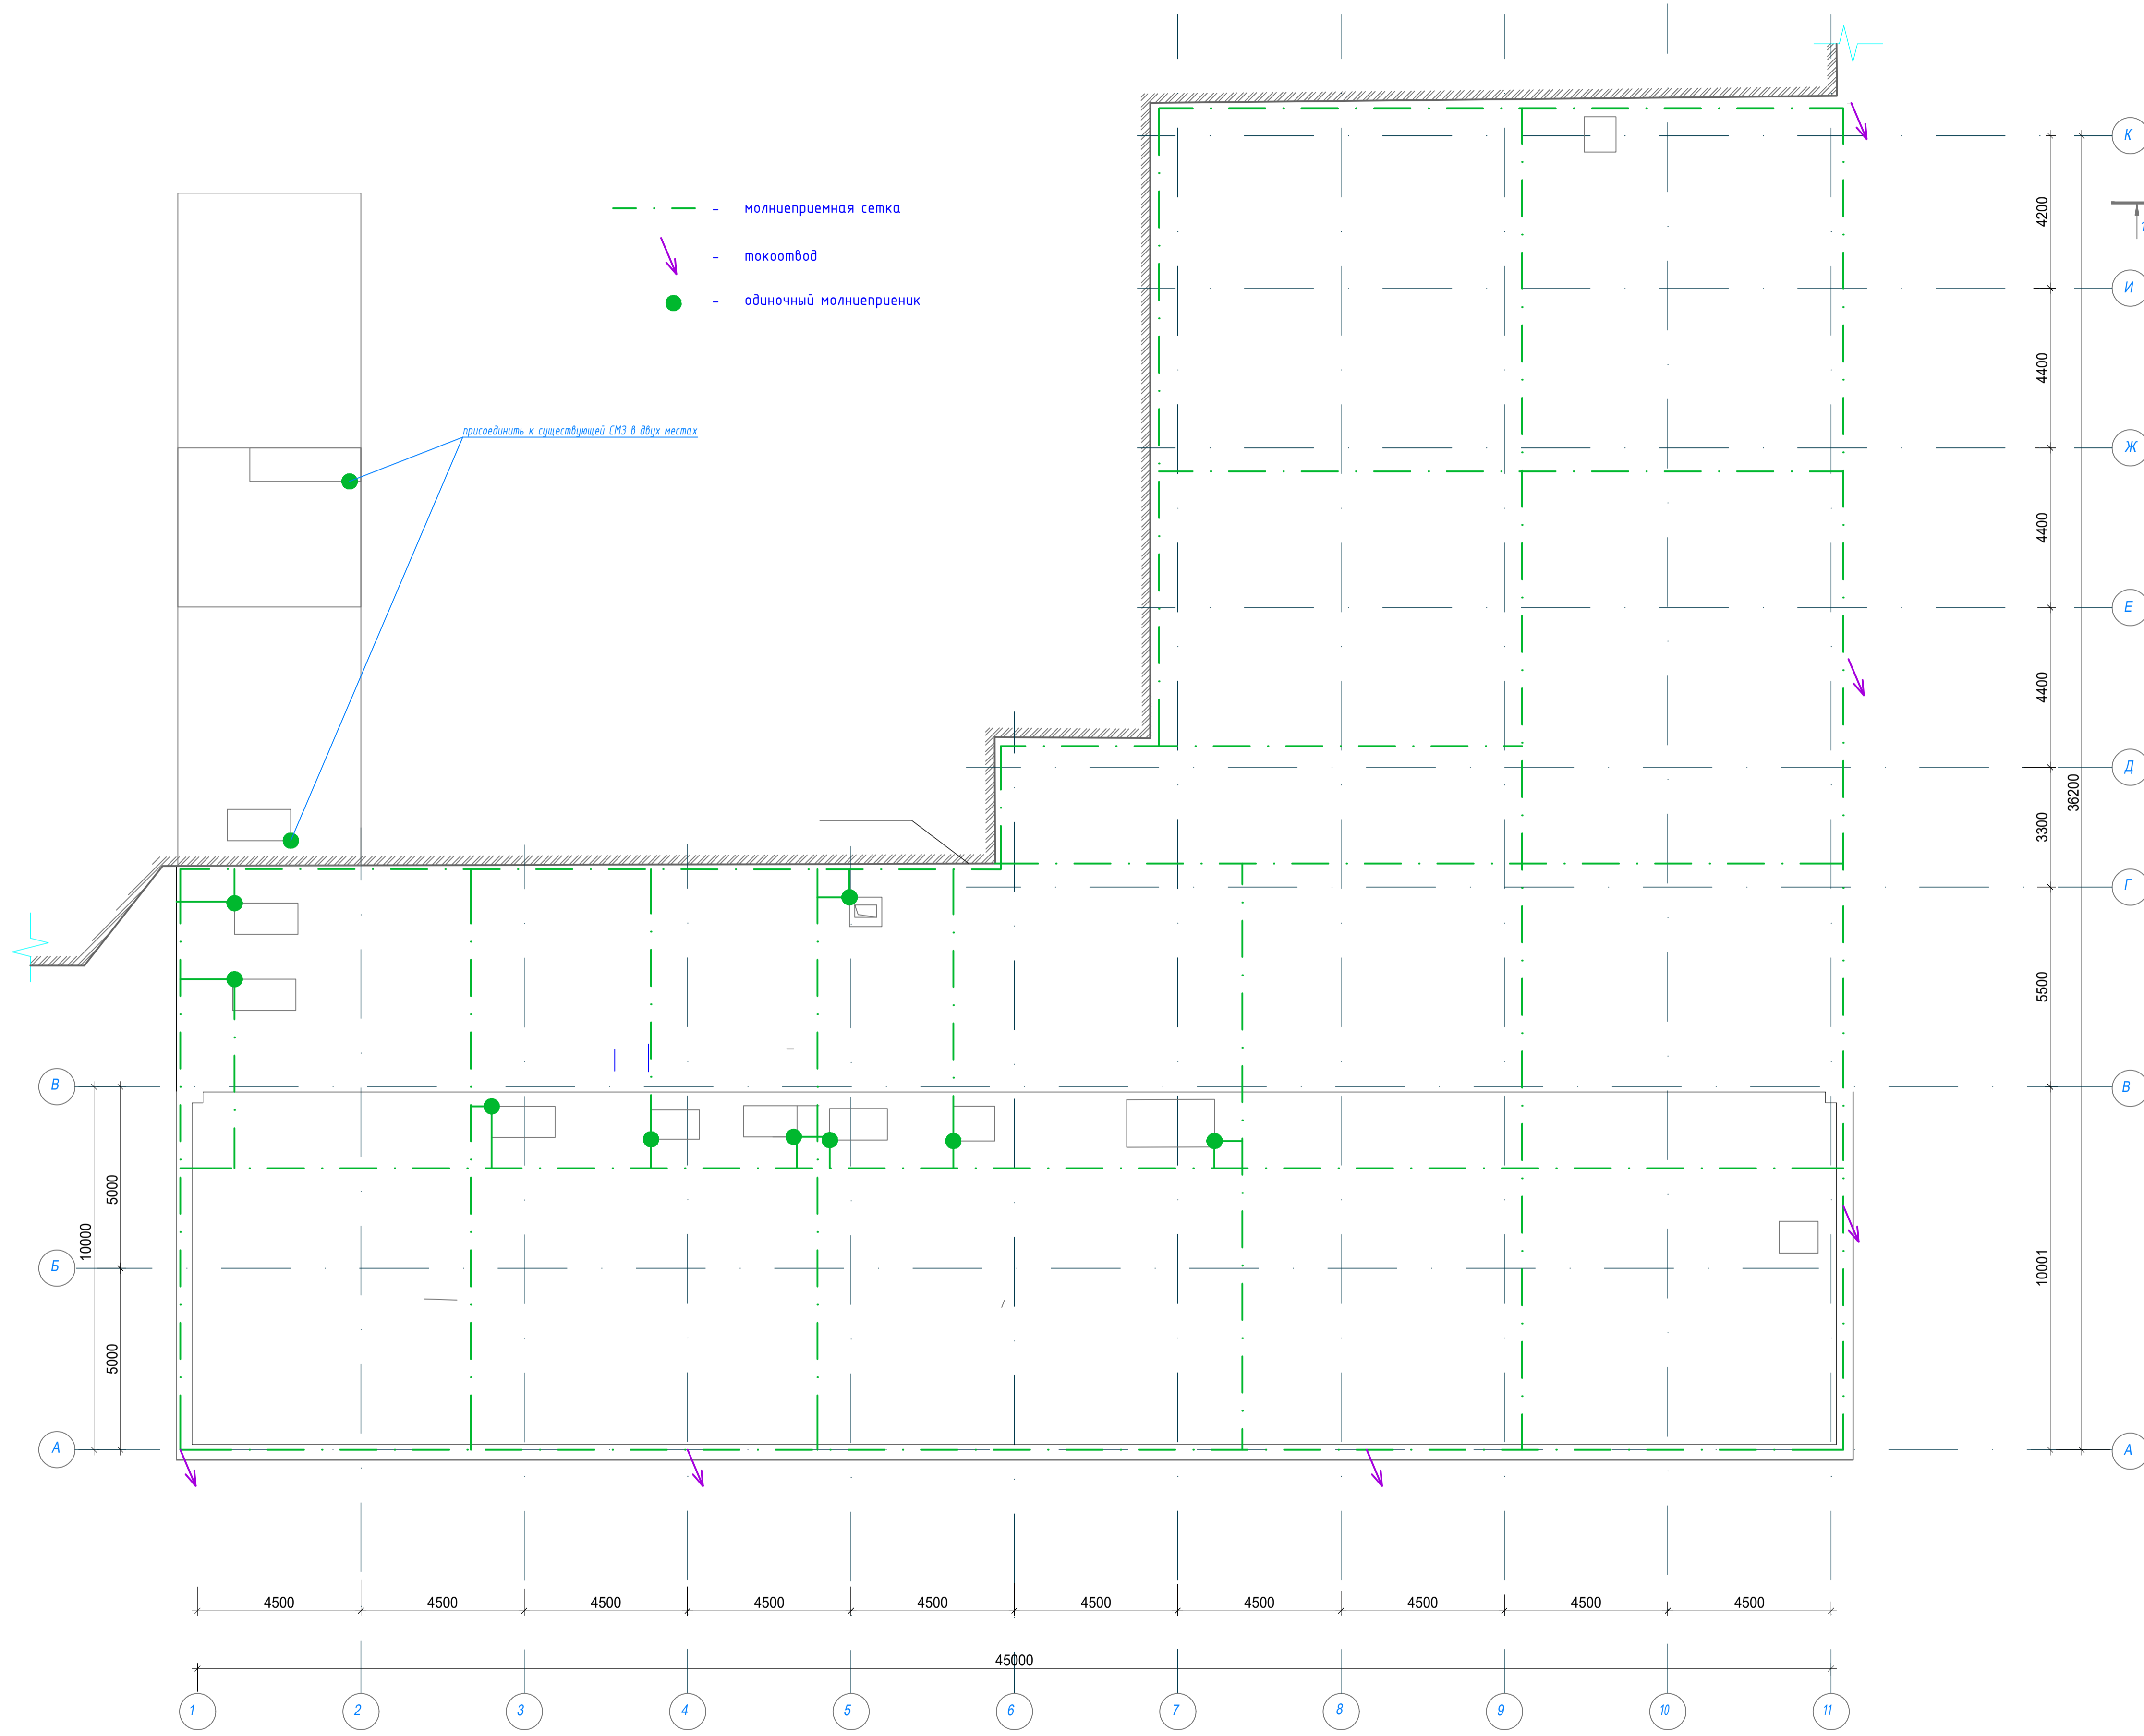 К
4200
1
молниеприемная сетка
токоотвод
И
одиночный молниеприеник
4400
присоединить к существующей СМЗ в двух местах
Ж
4400
Е
4400
Д
36200
3300
Г
5500
В
В
5000
10000
Б
10001
5000
А
А
4500 4500 4500 4500 4500 4500 4500 4500 4500 4500
45000
1 2 3 4 5 6 7 8 9 10 11